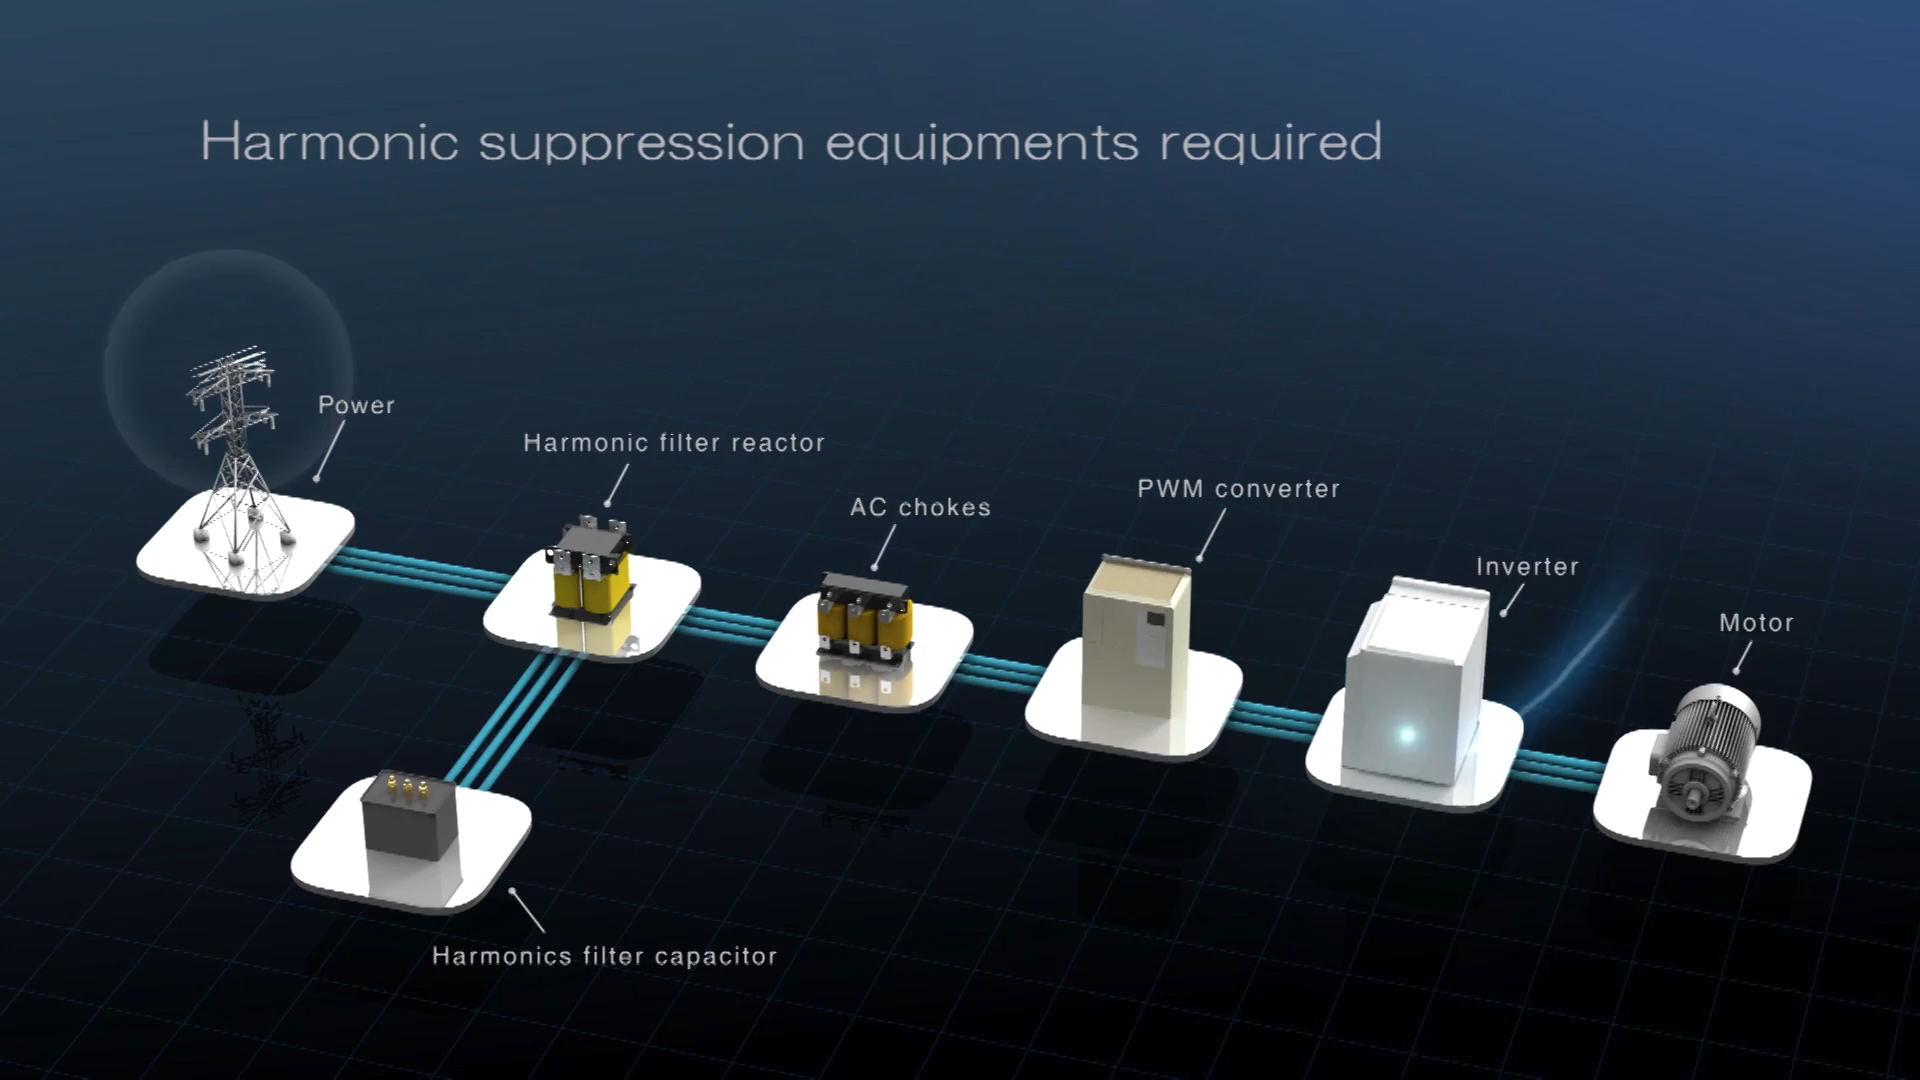 Harmonic suppression equipments required
Power
Harmonic filter reactor
AC chokes
PWM converter
Inverter
Motor
Harmonics filter capacitor